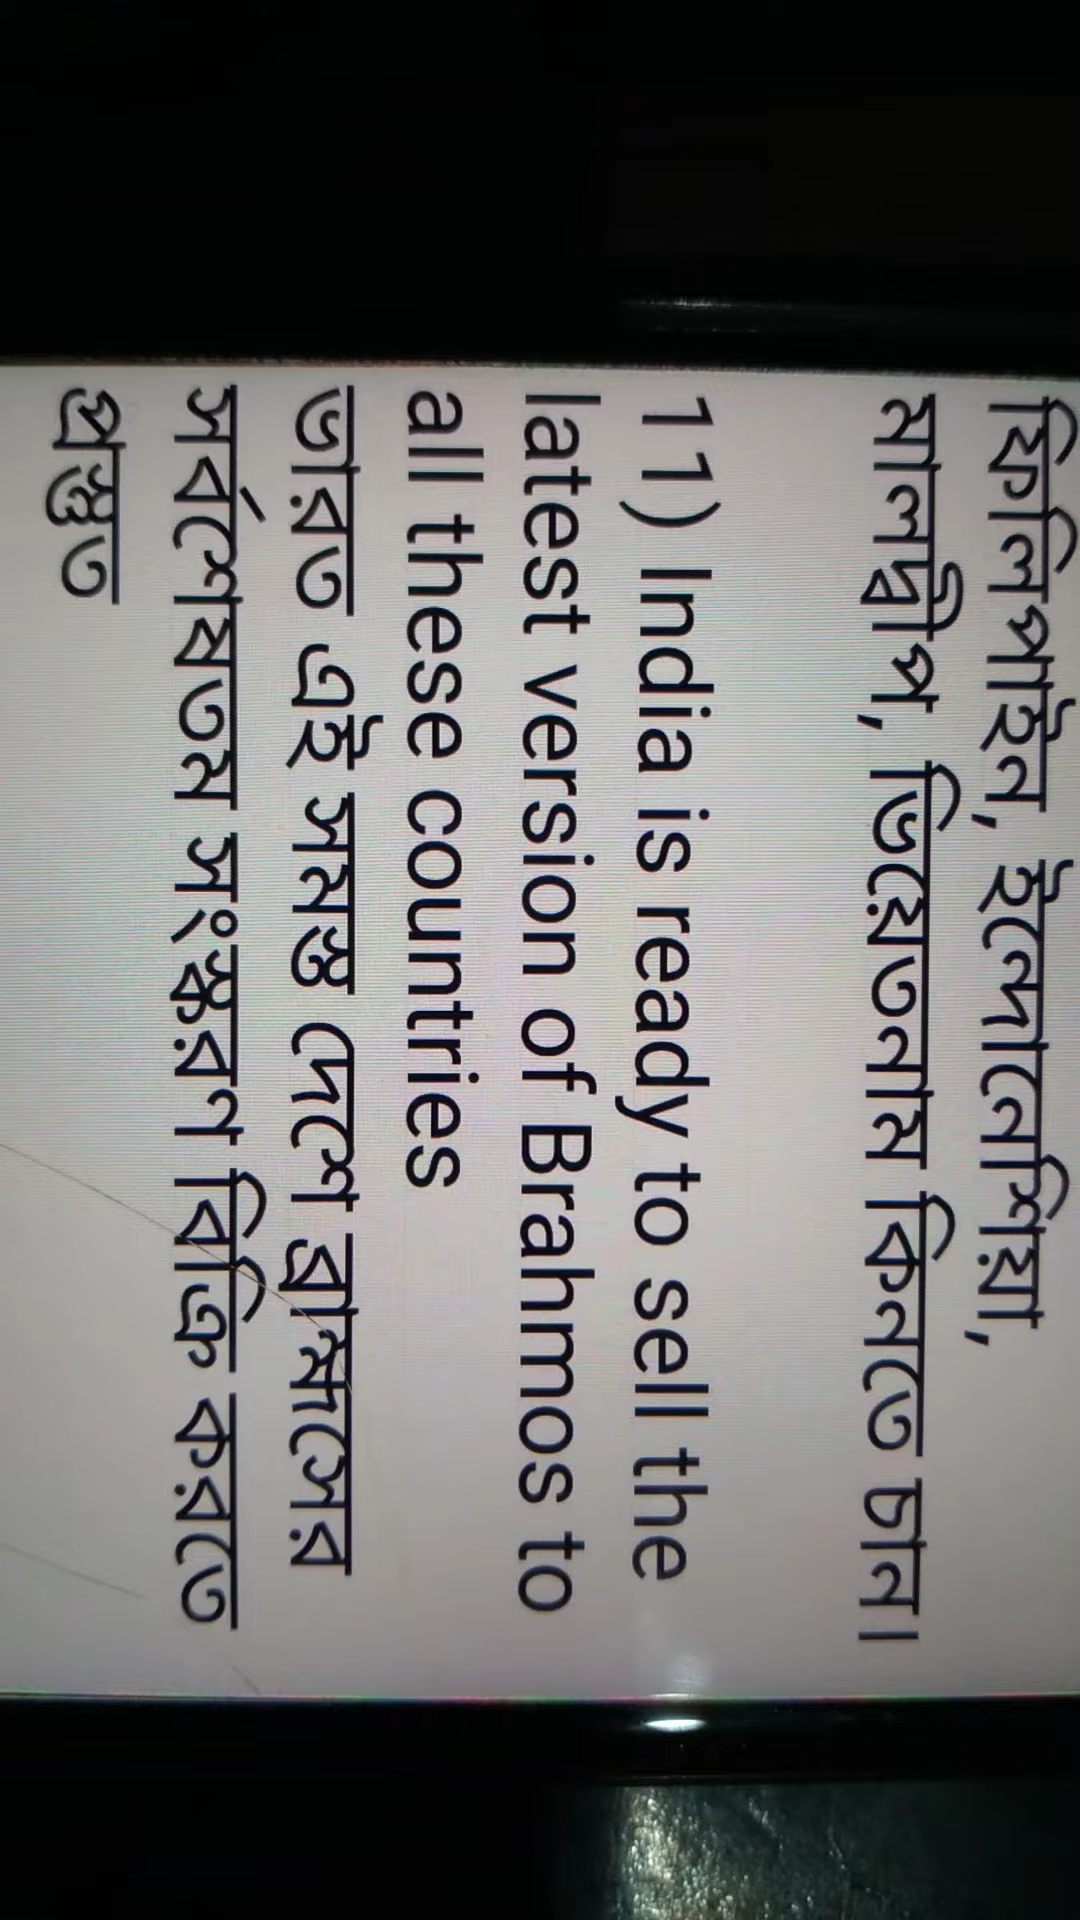 ফিলিপাইন, ইন্দোনেশিয়া,
মালদ্বীপ, ভিয়েতনাম কিনতে চান।
11) India is ready to sell the
latest version of Brahmos to
all these countries
ভারত এই সমস্ত দেশে ব্রাহ্মসের
সর্বশেষতম সংস্করণ বিক্রি করতে
প্রস্তুত